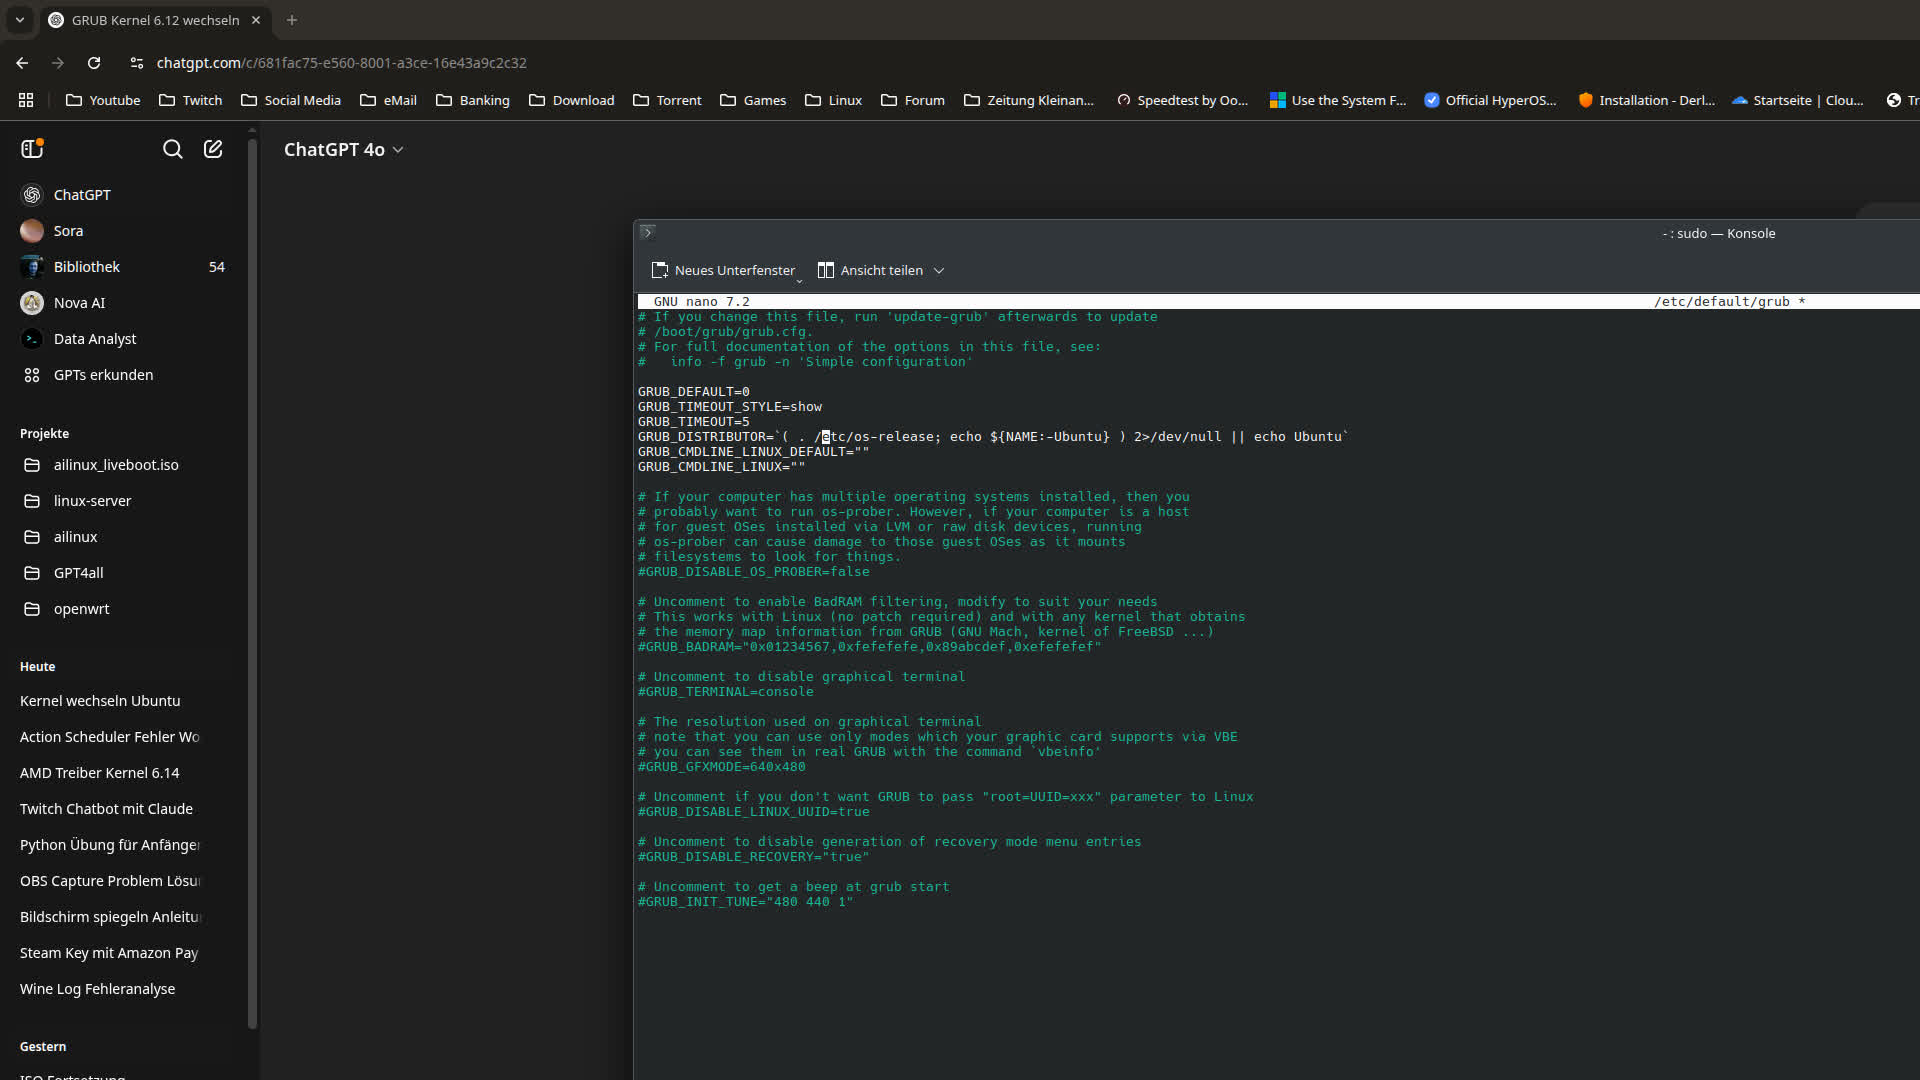 GRUB Kernel 6.12 wechseln
chatgpt.com/c/681fac75-e560-8001-a3ce-16e43a9c2c32
Youtube Twitch Social Media eMail Banking Download Torrent Games Linux Forum Zeitung Kleinan... Speedtest by Oo... Use the System F... Official HyperOS... Installation - Derl... Startseite | Clou... Tr
ChatGPT 4o
ChatGPT
Sora
Bibliothek 54
Nova AI
Data Analyst
GPTs erkunden
Projekte
ailinux_liveboot.iso
linux-server
ailinux
GPT4all
openwrt
Heute
Kernel wechseln Ubuntu
Action Scheduler Fehler Wo
AMD Treiber Kernel 6.14
Twitch Chatbot mit Claude
Python Übung für Anfänger
OBS Capture Problem Lösu
Bildschirm spiegeln Anleitu
Steam Key mit Amazon Pay
Wine Log Fehleranalyse
Gestern
ISO Fortsetzung
- : sudo — Konsole
Neues Unterfenster Ansicht teilen
GNU nano 7.2 /etc/default/grub *
# If you change this file, run 'update-grub' afterwards to update
# /boot/grub/grub.cfg.
# For full documentation of the options in this file, see:
#   info -f grub -n 'Simple configuration'
GRUB_DEFAULT=0
GRUB_TIMEOUT_STYLE=show
GRUB_TIMEOUT=5
GRUB_DISTRIBUTOR=`( . /etc/os-release; echo ${NAME:-Ubuntu} ) 2>/dev/null || echo Ubuntu`
GRUB_CMDLINE_LINUX_DEFAULT=""
GRUB_CMDLINE_LINUX=""
# If your computer has multiple operating systems installed, then you
# probably want to run os-prober. However, if your computer is a host
# for guest OSes installed via LVM or raw disk devices, running
# os-prober can cause damage to those guest OSes as it mounts
# filesystems to look for things.
#GRUB_DISABLE_OS_PROBER=false
# Uncomment to enable BadRAM filtering, modify to suit your needs
# This works with Linux (no patch required) and with any kernel that obtains
# the memory map information from GRUB (GNU Mach, kernel of FreeBSD ...)
#GRUB_BADRAM="0x01234567,0xfefefefe,0x89abcdef,0xefefefef"
# Uncomment to disable graphical terminal
#GRUB_TERMINAL=console
# The resolution used on graphical terminal
# note that you can use only modes which your graphic card supports via VBE
# you can see them in real GRUB with the command `vbeinfo'
#GRUB_GFXMODE=640x480
# Uncomment if you don't want GRUB to pass "root=UUID=xxx" parameter to Linux
#GRUB_DISABLE_LINUX_UUID=true
# Uncomment to disable generation of recovery mode menu entries
#GRUB_DISABLE_RECOVERY="true"
# Uncomment to get a beep at grub start
#GRUB_INIT_TUNE="480 440 1"